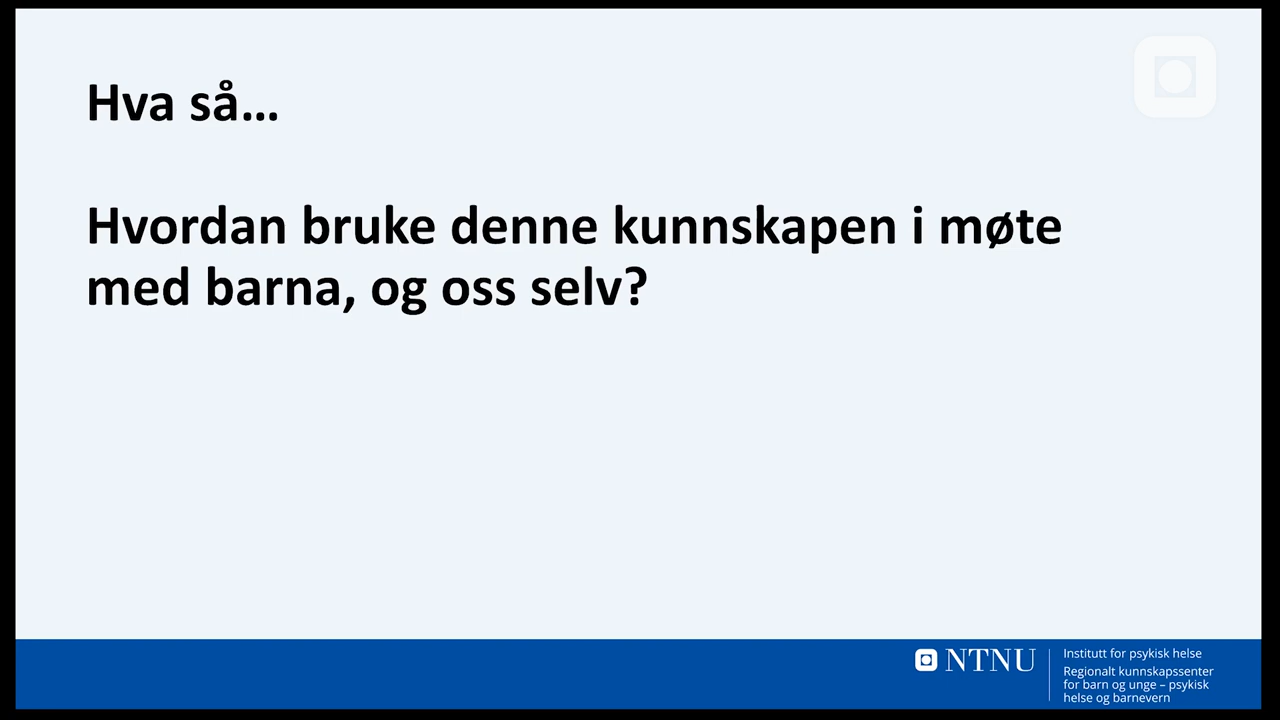 Hva så…
Hvordan bruke denne kunnskapen i møte
med barna, og oss selv?
NTNU
Institutt for psykisk helse
Regionalt kunnskapssenter
for barn og unge – psykisk
helse og barnevern